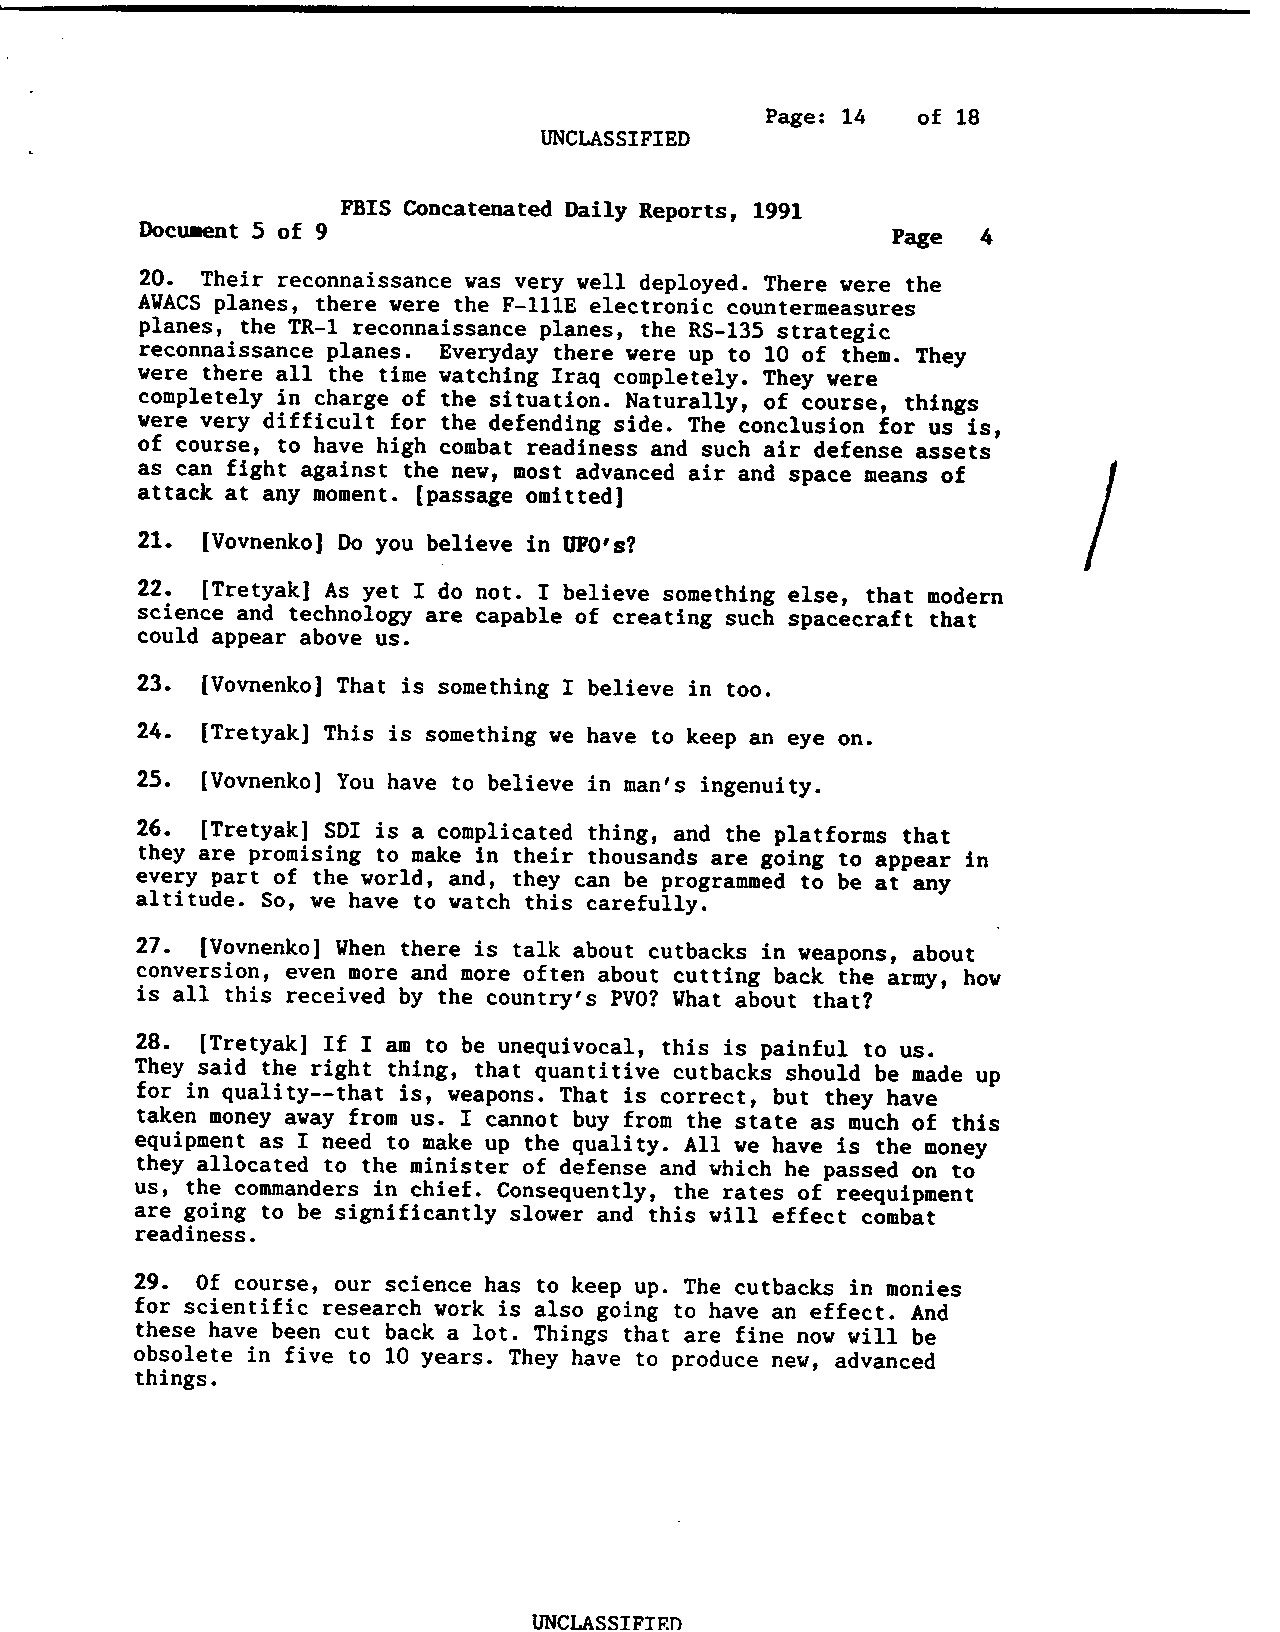 Page: 14 of 18
UNCLASSIFIED
FBIS Concatenated Daily Reports, 1991
Document 5 of 9
Page 4
20. Their reconnaissance was very well deployed. There were the
AWACS planes, there were the F-111E electronic countermeasures
planes, the TR-1 reconnaissance planes, the RS-135 strategic
reconnaissance planes. Everyday there were up to 10 of them. They
were there all the time watching Iraq completely. They were
completely in charge of the situation. Naturally, of course, things
were very difficult for the defending side. The conclusion for us is,
of course, to have high combat readiness and such air defense assets
as can fight against the new, most advanced air and space means of
attack at any moment. [passage omitted]
21. [Vovnenko] Do you believe in UFO's?
22. [Tretyak] As yet I do not. I believe something else, that modern
science and technology are capable of creating such spacecraft that
could appear above us.
23. [Vovnenko] That is something I believe in too.
24. [Tretyak] This is something we have to keep an eye on.
25. [Vovnenko] You have to believe in man's ingenuity.
26. [Tretyak] SDI is a complicated thing, and the platforms that
they are promising to make in their thousands are going to appear in
every part of the world, and, they can be programmed to be at any
altitude. So, we have to watch this carefully.
27. [Vovnenko] When there is talk about cutbacks in weapons, about
conversion, even more and more often about cutting back the army, how
is all this received by the country's PVO? What about that?
28. [Tretyak] If I am to be unequivocal, this is painful to us.
They said the right thing, that quantitive cutbacks should be made up
for in quality--that is, weapons. That is correct, but they have
taken money away from us. I cannot buy from the state as much of this
equipment as I need to make up the quality. All we have is the money
they allocated to the minister of defense and which he passed on to
us, the commanders in chief. Consequently, the rates of reequipment
are going to be significantly slower and this will effect combat
readiness.
29. Of course, our science has to keep up. The cutbacks in monies
for scientific research work is also going to have an effect. And
these have been cut back a lot. Things that are fine now will be
obsolete in five to 10 years. They have to produce new, advanced
things.
UNCLASSIFIED